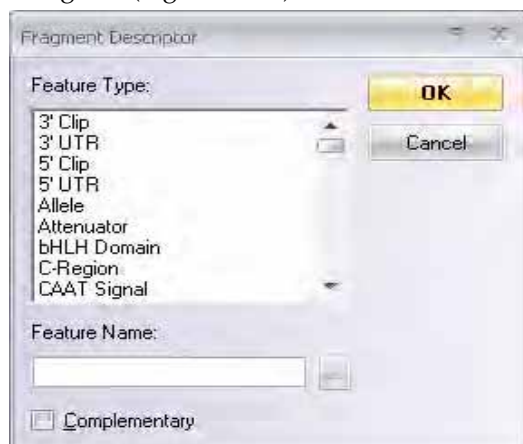 Fragment Descriptor
Feature Type:
OK
3' Clip
3' UTR
Cancel
5' Clip
5' UTR
Allele
Attenuator
bHLH Domain
C-Region
CAAT Signal
Feature Name:
Complementary